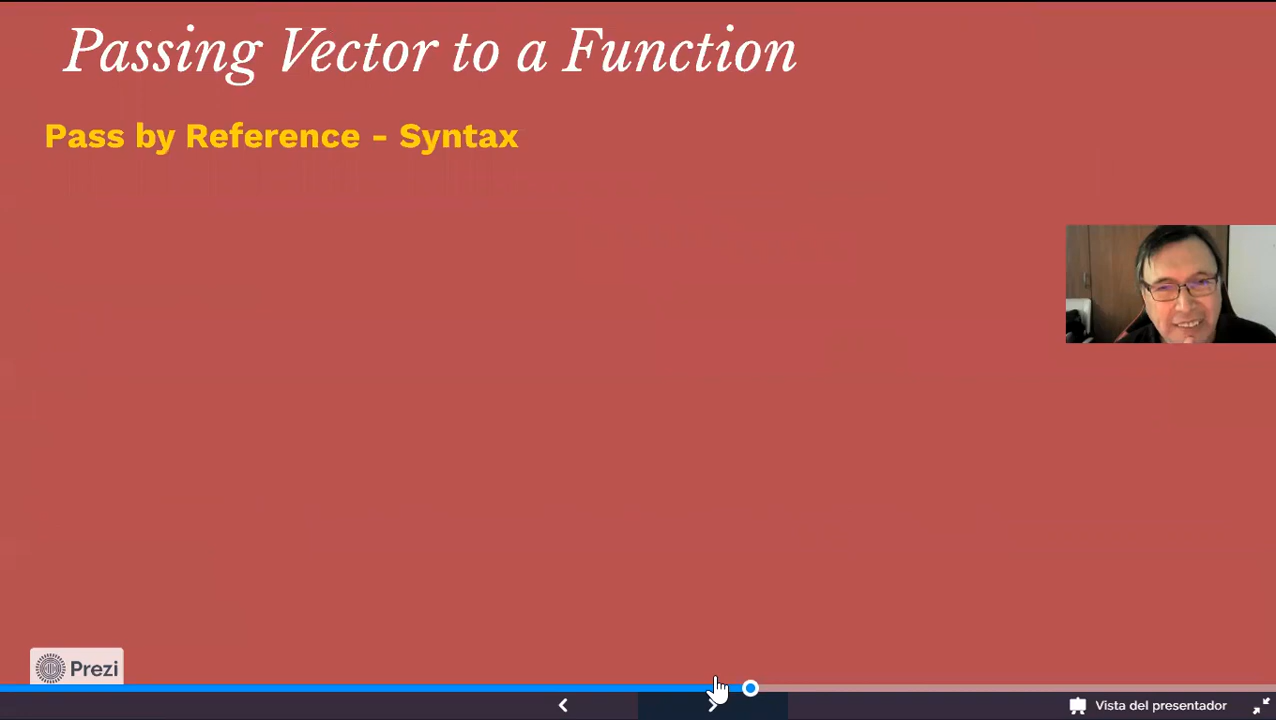 Passing Vector to a Function
Pass by Reference - Syntax
Prezi
Vista del presentador